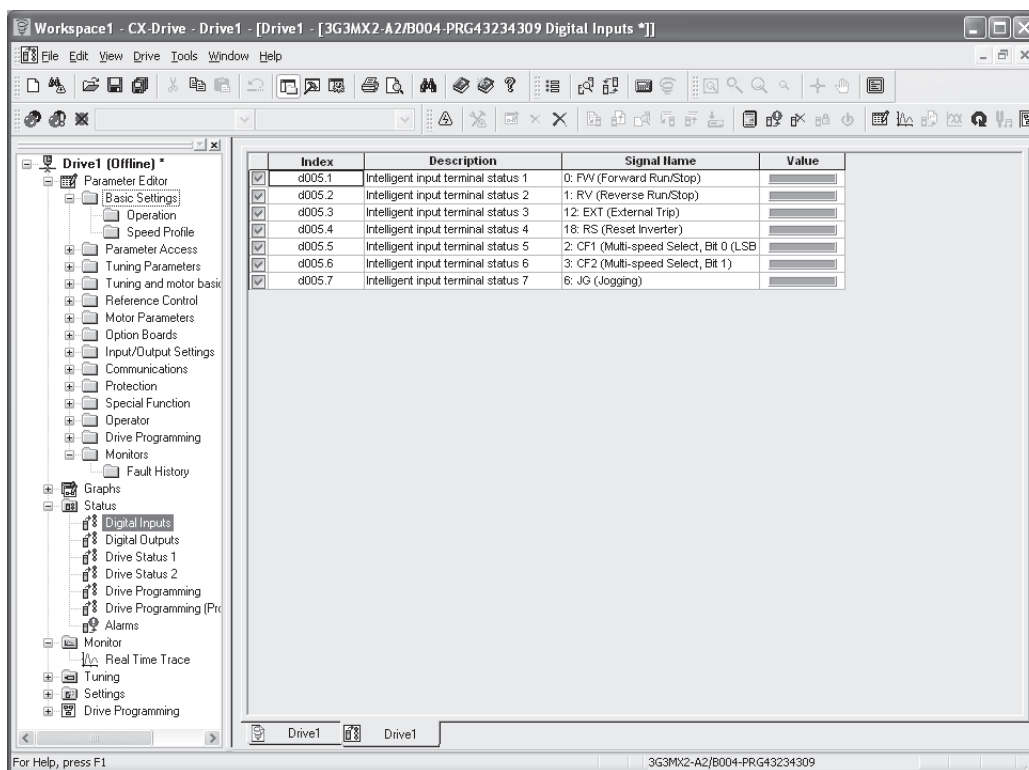 Workspace1 - CX-Drive - Drive1 - [Drive1 - [3G3MX2-A2/B004-PRG43234309 Digital Inputs *]]
File Edit View Drive Tools Window Help
Drive1 (Offline) *
Parameter Editor
Basic Settings
Operation
Speed Profile
Parameter Access
Tuning Parameters
Tuning and motor basic
Reference Control
Motor Parameters
Option Boards
Input/Output Settings
Communications
Protection
Special Function
Operator
Drive Programming
Monitors
Fault History
Graphs
Status
Digital Inputs
Digital Outputs
Drive Status 1
Drive Status 2
Drive Programming
Drive Programming (Pro
Alarms
Monitor
Real Time Trace
Tuning
Settings
Drive Programming
Index Description Signal Name Value
d005.1 Intelligent input terminal status 1 0: FW (Forward Run/Stop)
d005.2 Intelligent input terminal status 2 1: RV (Reverse Run/Stop)
d005.3 Intelligent input terminal status 3 12: EXT (External Trip)
d005.4 Intelligent input terminal status 4 18: RS (Reset Inverter)
d005.5 Intelligent input terminal status 5 2: CF1 (Multi-speed Select, Bit 0 (LSB
d005.6 Intelligent input terminal status 6 3: CF2 (Multi-speed Select, Bit 1)
d005.7 Intelligent input terminal status 7 6: JG (Jogging)
Drive1 Drive1
For Help, press F1 3G3MX2-A2/B004-PRG43234309